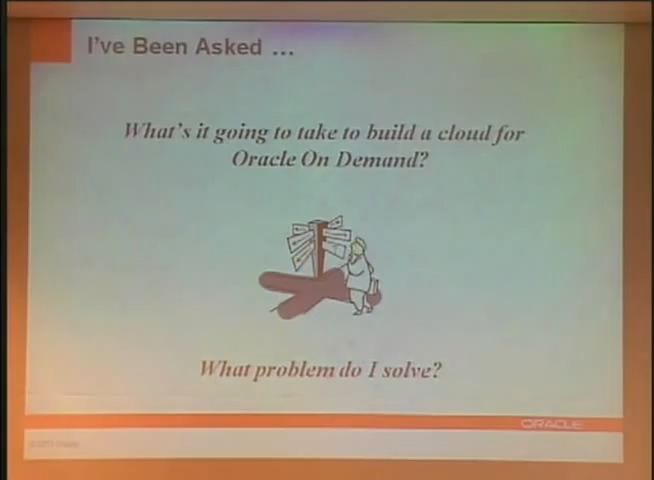 I've Been Asked ...
What's it going to take to build a cloud for
Oracle On Demand?
What problem do I solve?
ORACLE